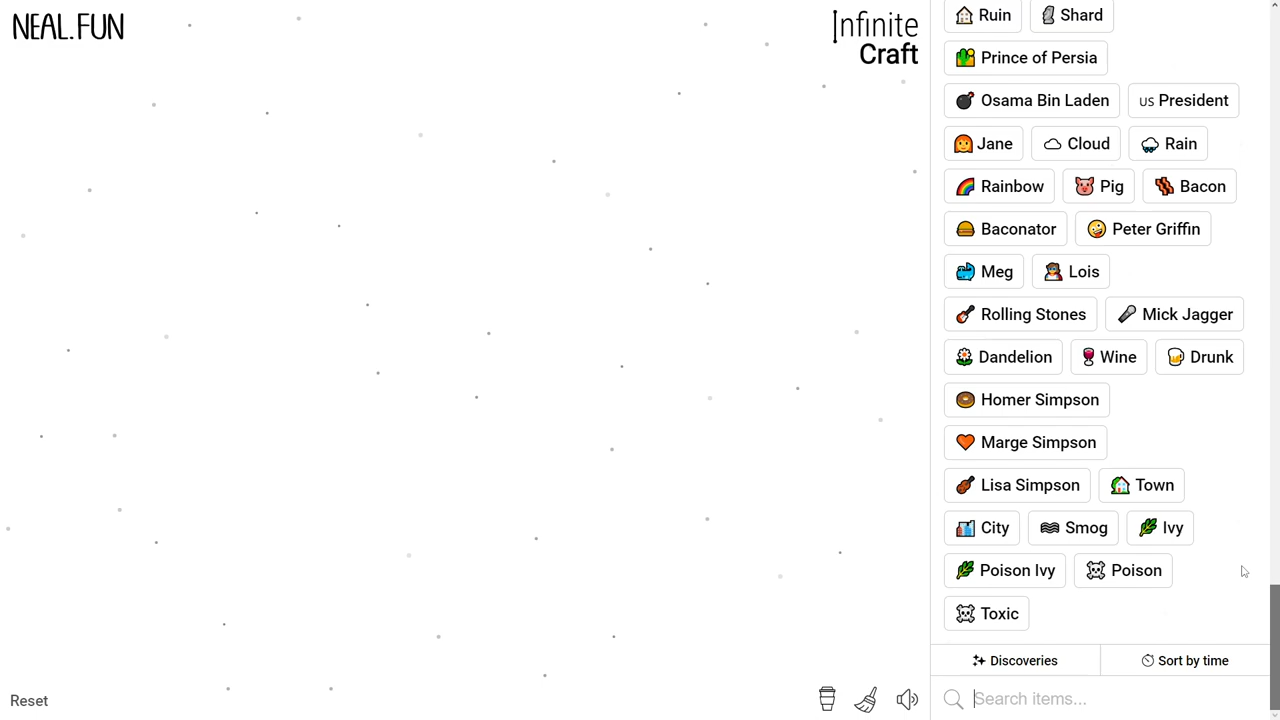 NEAL.FUN
Infinite
Craft
Ruin Shard
Prince of Persia
Osama Bin Laden US President
Jane Cloud Rain
Rainbow Pig Bacon
Baconator Peter Griffin
Meg Lois
Rolling Stones Mick Jagger
Dandelion Wine Drunk
Homer Simpson
Marge Simpson
Lisa Simpson Town
City Smog Ivy
Poison Ivy Poison
Toxic
Discoveries Sort by time
Search items...
Reset